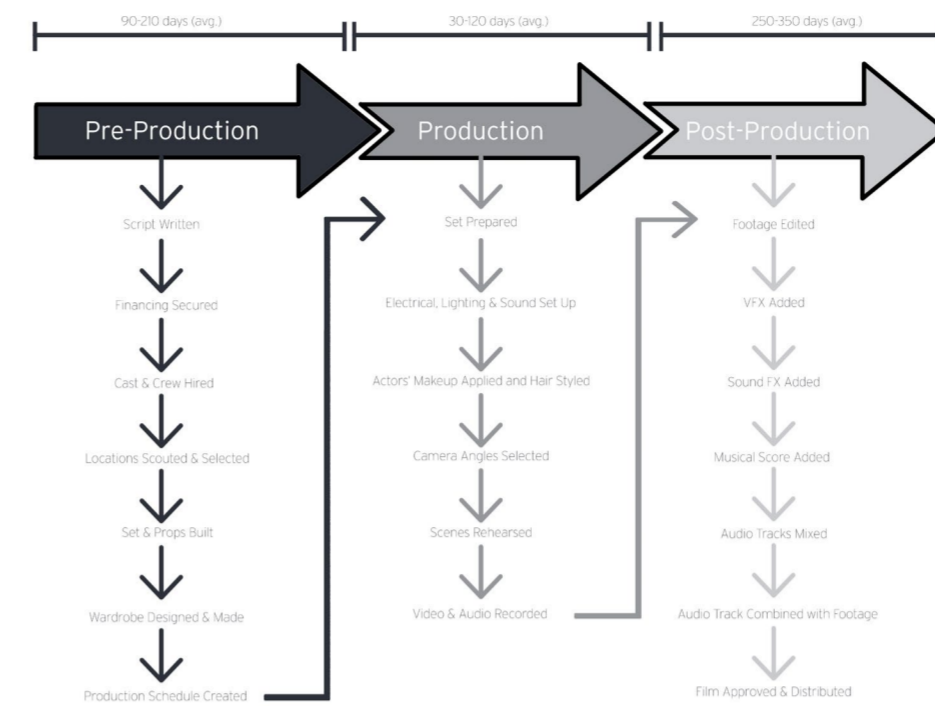 90-210 days (avg.)
30-120 days (avg.)
250-350 days (avg.)
Pre-Production
Production
Post-Production
Script Written
Financing Secured
Cast & Crew Hired
Locations Scouted & Selected
Set & Props Built
Wardrobe Designed & Made
Production Schedule Created
Set Prepared
Electrical, Lighting & Sound Set Up
Actors' Makeup Applied and Hair Styled
Camera Angles Selected
Scenes Rehearsed
Video & Audio Recorded
Footage Edited
VFX Added
Sound FX Added
Musical Score Added
Audio Tracks Mixed
Audio Track Combined with Footage
Film Approved & Distributed